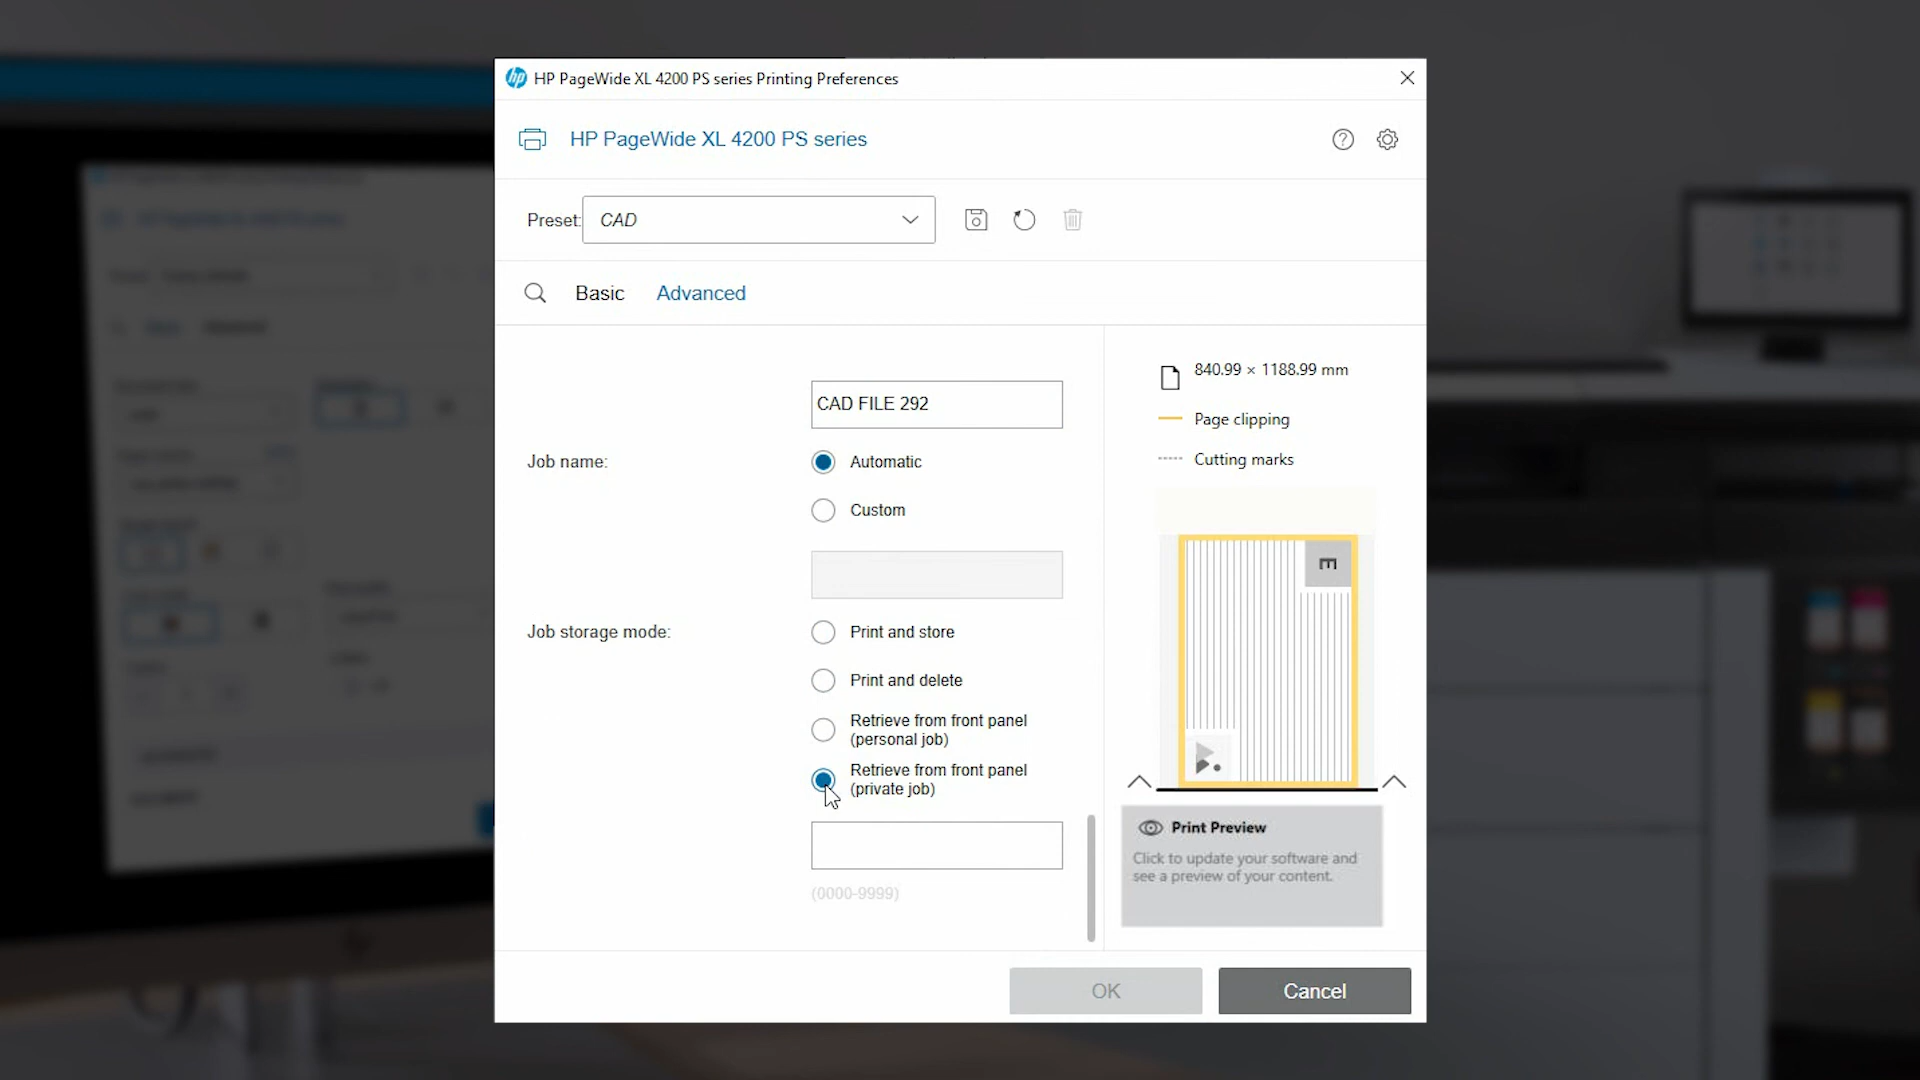 hp HP PageWide XL 4200 PS series Printing Preferences
HP PageWide XL 4200 PS series
Preset: CAD
Basic Advanced
CAD FILE 292
Job name:
Automatic
Custom
Job storage mode:
Print and store
Print and delete
Retrieve from front panel
(personal job)
Retrieve from front panel
(private job)
(0000-9999)
840.99 × 1188.99 mm
Page clipping
Cutting marks
E
Print Preview
Click to update your software and
see a preview of your content.
OK Cancel